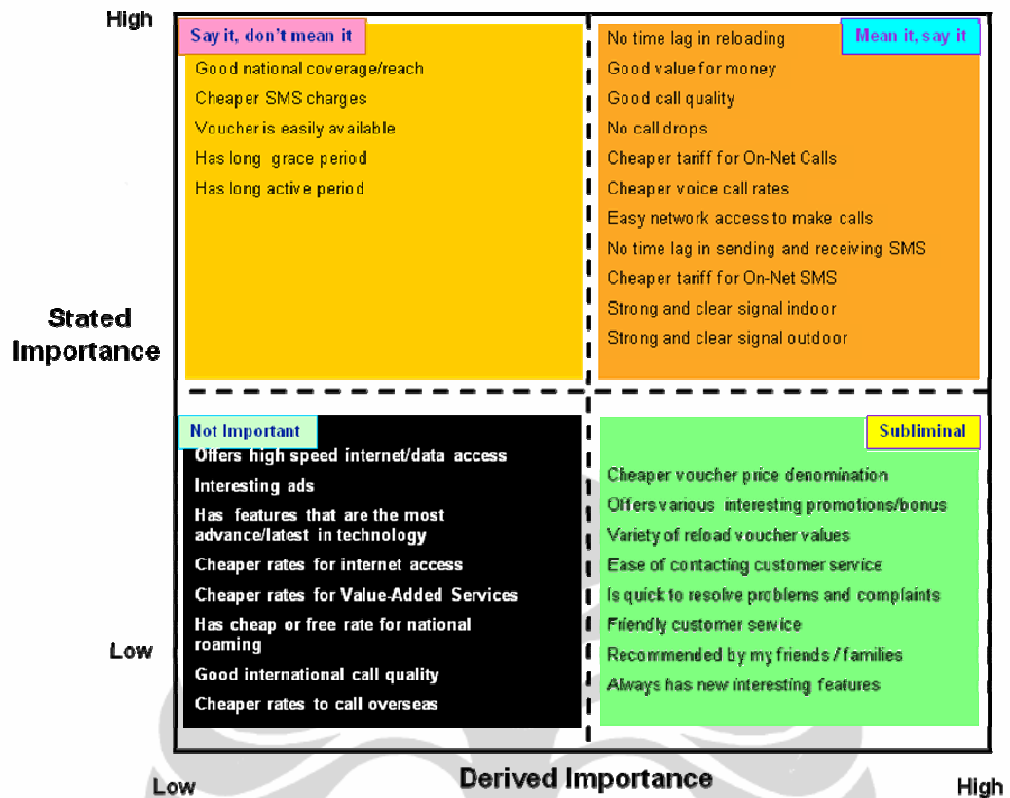 High
Say it, don't mean it
Good national coverage/reach
Cheaper SMS charges
Voucher is easily available
Has long grace period
Has long active period
Mean it, say it
No time lag in reloading
Good value for money
Good call quality
No call drops
Cheaper tariff for On-Net Calls
Cheaper voice call rates
Easy network access to make calls
No time lag in sending and receiving SMS
Cheaper tariff for On-Net SMS
Strong and clear signal indoor
Strong and clear signal outdoor
Stated
Importance
Not Important
Offers high speed internet/data access
Interesting ads
Has features that are the most
advance/latest in technology
Cheaper rates for internet access
Cheaper rates for Value-Added Services
Has cheap or free rate for national
roaming
Good international call quality
Cheaper rates to call overseas
Subliminal
Cheaper voucher price denomination
Offers various interesting promotions/bonus
Variety of reload voucher values
Ease of contacting customer service
Is quick to resolve problems and complaints
Friendly customer service
Recommended by my friends / families
Always has new interesting features
Low
Low
Derived Importance
High